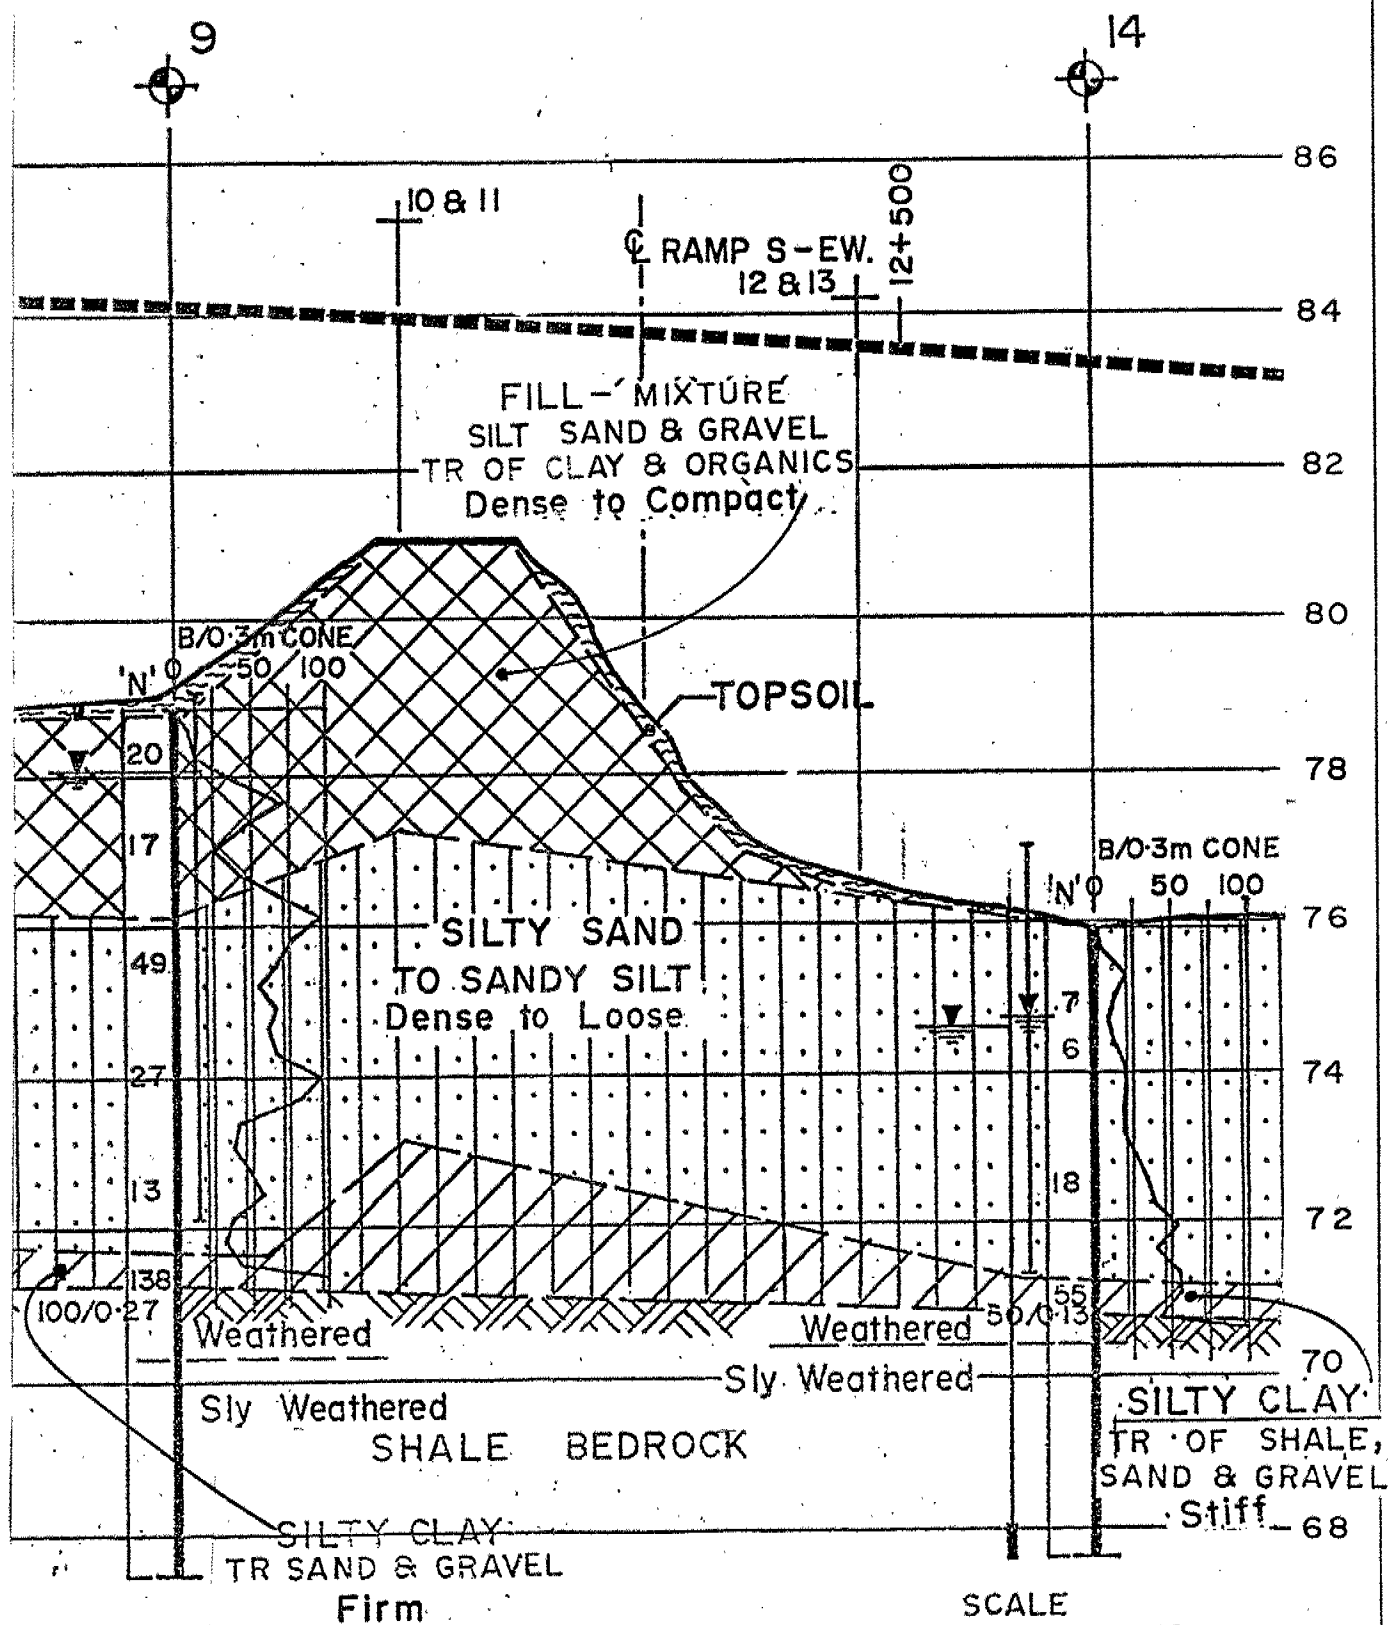 9
14
86
10 & 11
12+500
℄ RAMP S-EW.
12 & 13
84
FILL - MIXTURE
SILT SAND & GRAVEL
TR OF CLAY & ORGANICS
Dense to Compact
82
80
B/0·3m CONE
'N' 0 50 100
TOPSOIL
20
78
17
B/0·3m CONE
'N' 0 50 100
76
SILTY SAND
TO SANDY SILT
Dense to Loose
49
7
6
27
74
13
18
72
138
100/0·27
55
50/0·13
Weathered
Weathered
70
Sly Weathered
Sly Weathered
SHALE BEDROCK
SILTY CLAY
TR OF SHALE,
SAND & GRAVEL
Stiff
68
SILTY CLAY
TR SAND & GRAVEL
Firm
SCALE